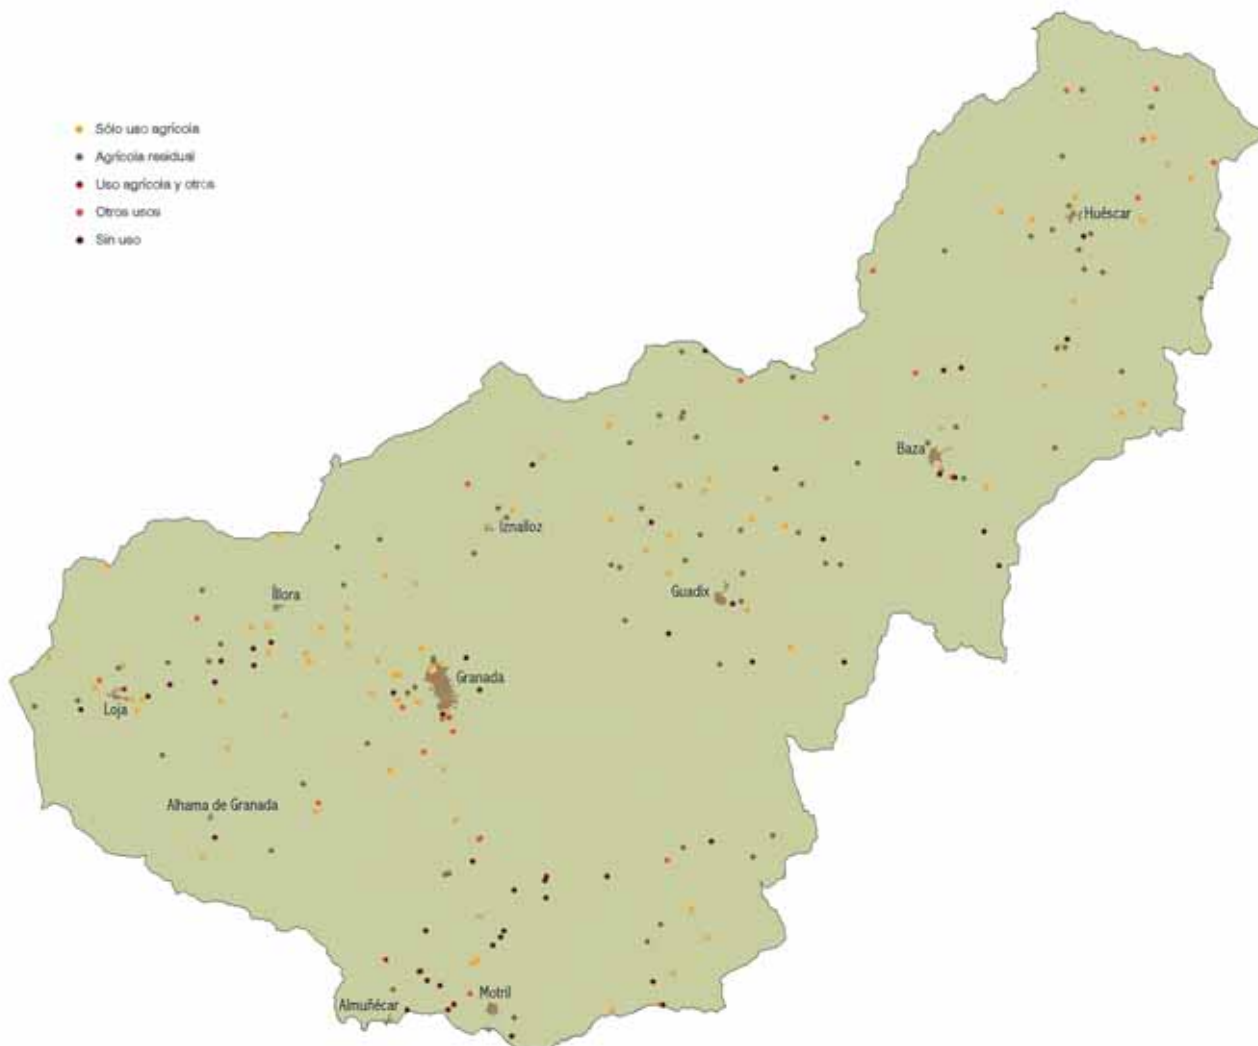 Sólo uso agrícola
Agrícola residual
Uso agrícola y otros
Otros usos
Sin uso
Huéscar
Baza
Iznalloz
Guadix
Íllora
Granada
Loja
Alhama de Granada
Motril
Almuñécar